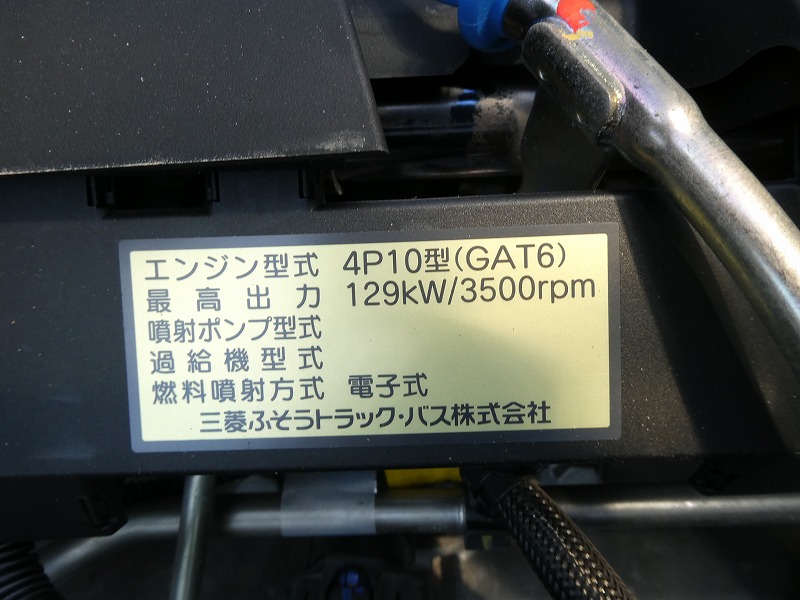 エンジン型式 4P10型(GAT6)
最高出力 129kW/3500rpm
噴射ポンプ型式
過給機型式
燃料噴射方式 電子式
三菱ふそうトラック・バス株式会社